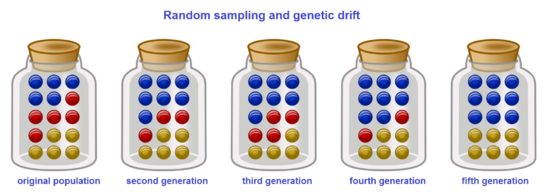 Random sampling and genetic drift
original population
second generation
third generation
fourth generation
fifth generation